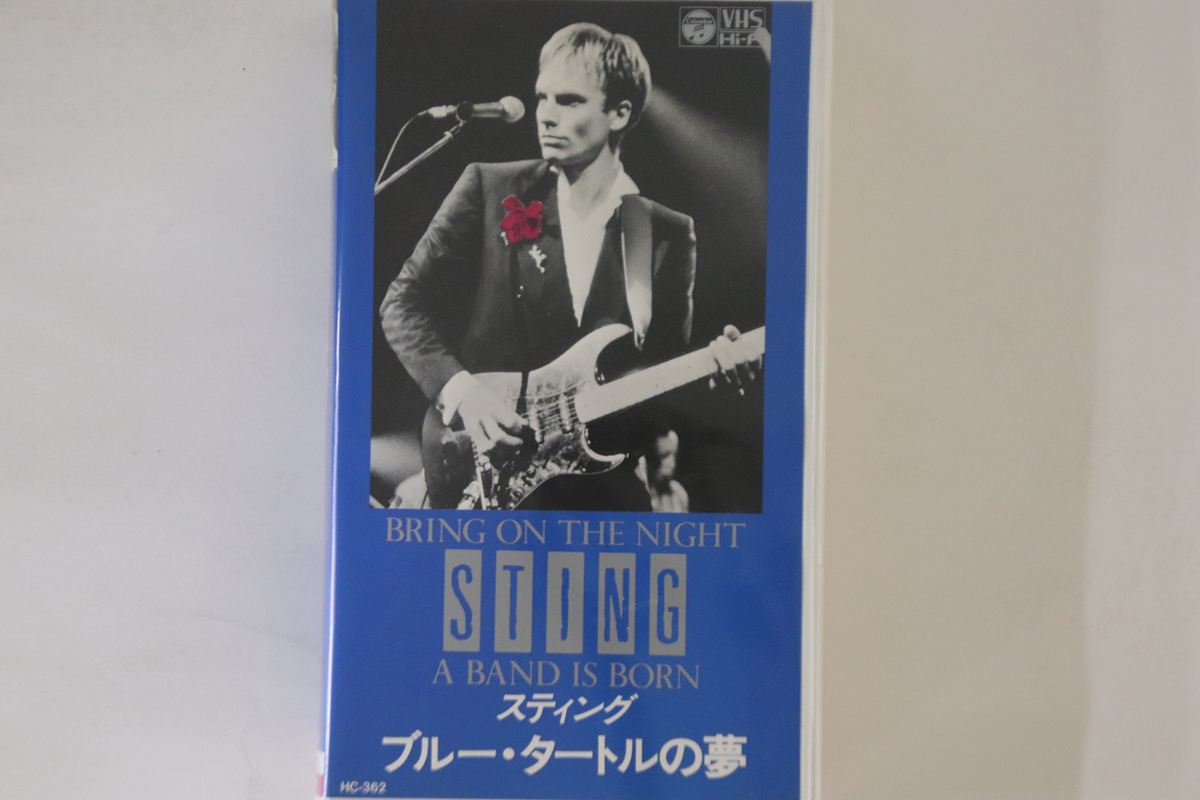 Columbia
VHS
Hi-Fi
BRING ON THE NIGHT
STING
A BAND IS BORN
スティング
ブルー・タートルの夢
HC-362